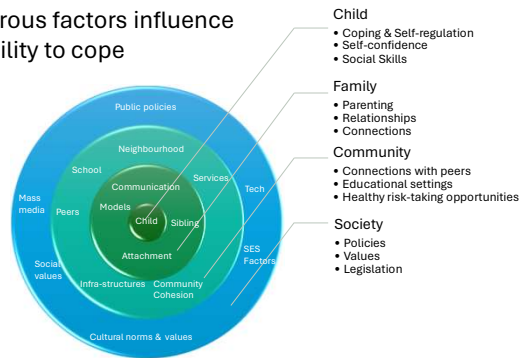 rous factors influence
ility to cope
Child
• Coping & Self-regulation
• Self-confidence
• Social Skills
Family
• Parenting
• Relationships
• Connections
Community
• Connections with peers
• Educational settings
• Healthy risk-taking opportunities
Society
• Policies
• Values
• Legislation
Public policies
Neighbourhood
School
Services
Communication
Tech
Mass
media
Peers
Models
Child
Sibling
Attachment
SES
Factors
Social
values
Infra-structures
Community
Cohesion
Cultural norms & values